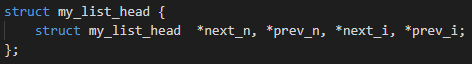 struct my_list_head {
    struct my_list_head  *next_n, *prev_n, *next_i, *prev_i;
};